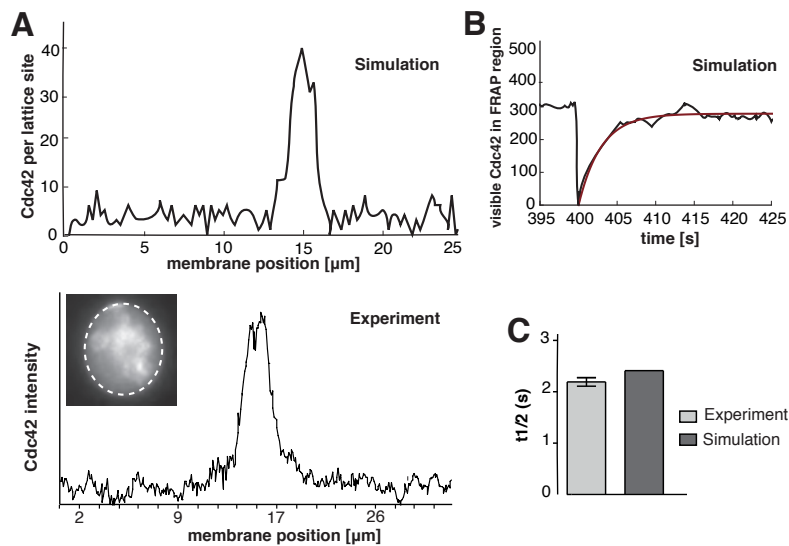 A
Simulation
Cdc42 per lattice site
40
30
20
10
0
0 5 10 15 20 25
membrane position [µm]
B
Simulation
visible Cdc42 in FRAP region
500
400
300
200
100
0
395 400 405 410 415 420 425
time [s]
Experiment
Cdc42 intensity
2 9 17 26
membrane position [µm]
C
t1/2 (s)
3
2
1
0
Experiment
Simulation